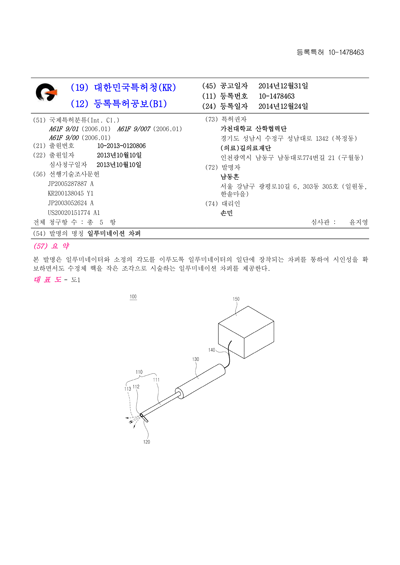 등록특허 10-1478463
(19) 대한민국특허청(KR)
(12) 등록특허공보(B1)
(45) 공고일자 2014년12월31일
(11) 등록번호 10-1478463
(24) 등록일자 2014년12월24일
(51) 국제특허분류(Int. Cl.)
A61F 9/01 (2006.01) A61F 9/007 (2006.01)
A61F 9/00 (2006.01)
(21) 출원번호 10-2013-0120806
(22) 출원일자 2013년10월10일
심사청구일자 2013년10월10일
(56) 선행기술조사문헌
JP2005287887 A
KR200138045 Y1
JP2003052624 A
US20020151774 A1
(73) 특허권자
가천대학교 산학협력단
경기도 성남시 수정구 성남대로 1342 (복정동)
(의료)길의료재단
인천광역시 남동구 남동대로774번길 21 (구월동)
(72) 발명자
남동흔
서울 강남구 광평로10길 6, 303동 305호 (일원동,
한솔마을)
(74) 대리인
손민
전체 청구항 수 : 총 5 항
심사관 : 윤지영
(54) 발명의 명칭 일루미네이션 차퍼
(57) 요 약
본 발명은 일루미네이터와 소정의 각도를 이루도록 일루미네이터의 일단에 장착되는 차퍼를 통하여 시인성을 확
보하면서도 수정체 핵을 작은 조각으로 시술하는 일루미네이션 차퍼를 제공한다.
대 표 도 - 도1
100
150
140
130
110
111
113 112
120